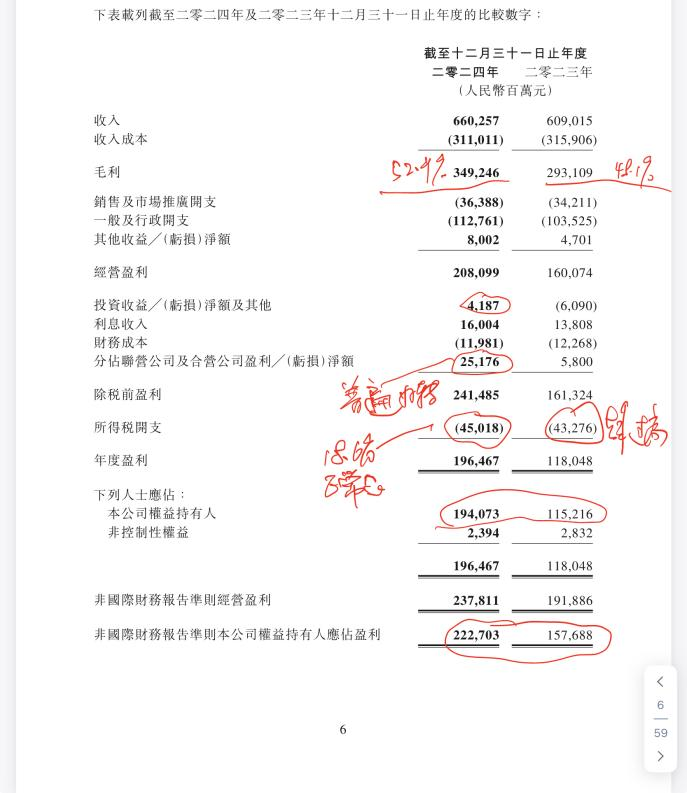 下表載列截至二零二四年及二零二三年十二月三十一日止年度的比較數字：
截至十二月三十一日止年度
二零二四年 二零二三年
（人民幣百萬元）
收入 660,257 609,015
收入成本 (311,011) (315,906)
毛利 52.9% 349,246 293,109 48.1%
銷售及市場推廣開支 (36,388) (34,211)
一般及行政開支 (112,761) (103,525)
其他收益／(虧損)淨額 8,002 4,701
經營盈利 208,099 160,074
投資收益／(虧損)淨額及其他 4,187 (6,090)
利息收入 16,004 13,808
財務成本 (11,981) (12,268)
分佔聯營公司及合營公司盈利／(虧損)淨額 25,176 5,800
除稅前盈利 241,485 161,324
所得稅開支 (45,018) (43,276)
年度盈利 196,467 118,048
下列人士應佔：
本公司權益持有人 194,073 115,216
非控制性權益 2,394 2,832
196,467 118,048
非國際財務報告準則經營盈利 237,811 191,886
非國際財務報告準則本公司權益持有人應佔盈利 222,703 157,688
6
6
59